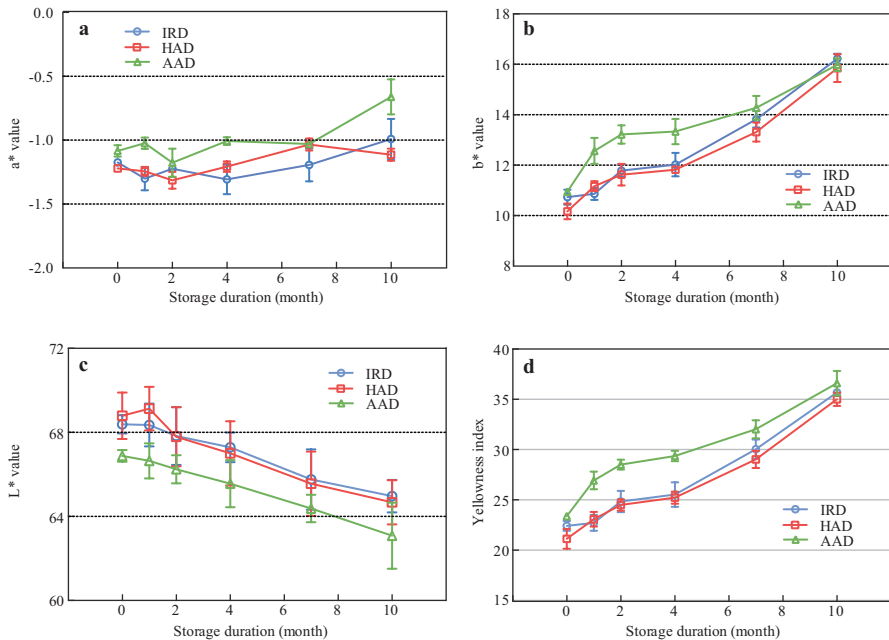 a
IRD
HAD
AAD
0.0
-0.5
-1.0
-1.5
-2.0
a* value
0 2 4 6 8 10
Storage duration (month)
b
IRD
HAD
AAD
18
16
14
12
10
8
b* value
0 2 4 6 8 10
Storage duration (month)
c
IRD
HAD
AAD
72
68
64
60
L* value
0 2 4 6 8 10
Storage duration (month)
d
IRD
HAD
AAD
40
35
30
25
20
15
Yellowness index
0 2 4 6 8 10
Storage duration (month)